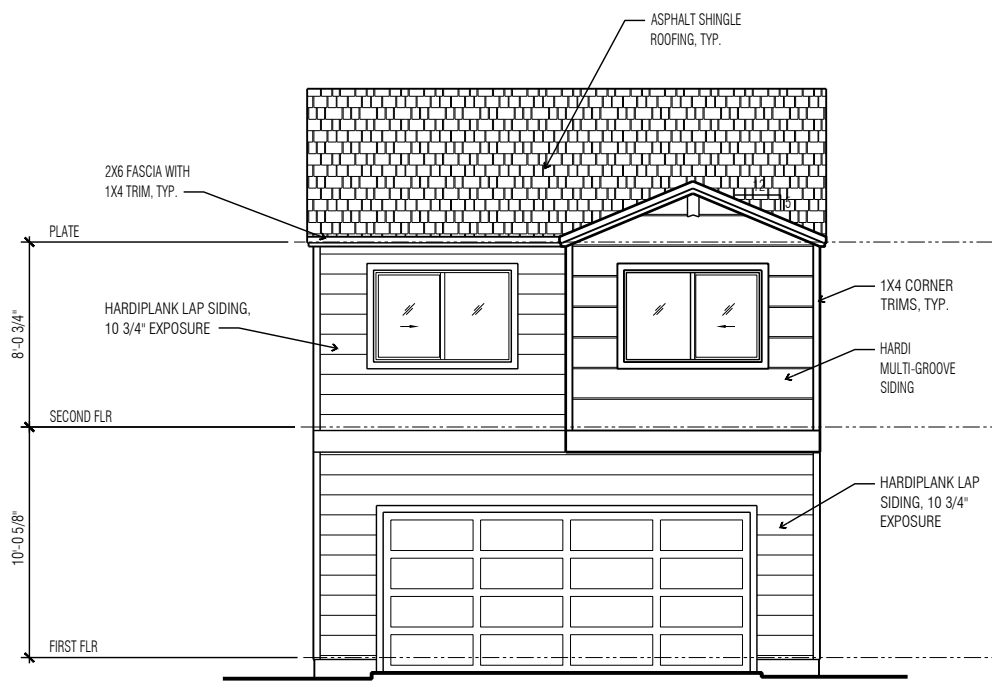 ASPHALT SHINGLE
ROOFING, TYP.
2X6 FASCIA WITH
1X4 TRIM, TYP.
12
5
PLATE
1X4 CORNER
TRIMS, TYP.
HARDIPLANK LAP SIDING,
10 3/4" EXPOSURE
8'-0 3/4"
HARDI
MULTI-GROOVE
SIDING
SECOND FLR
HARDIPLANK LAP
SIDING, 10 3/4"
EXPOSURE
10'-0 5/8"
FIRST FLR